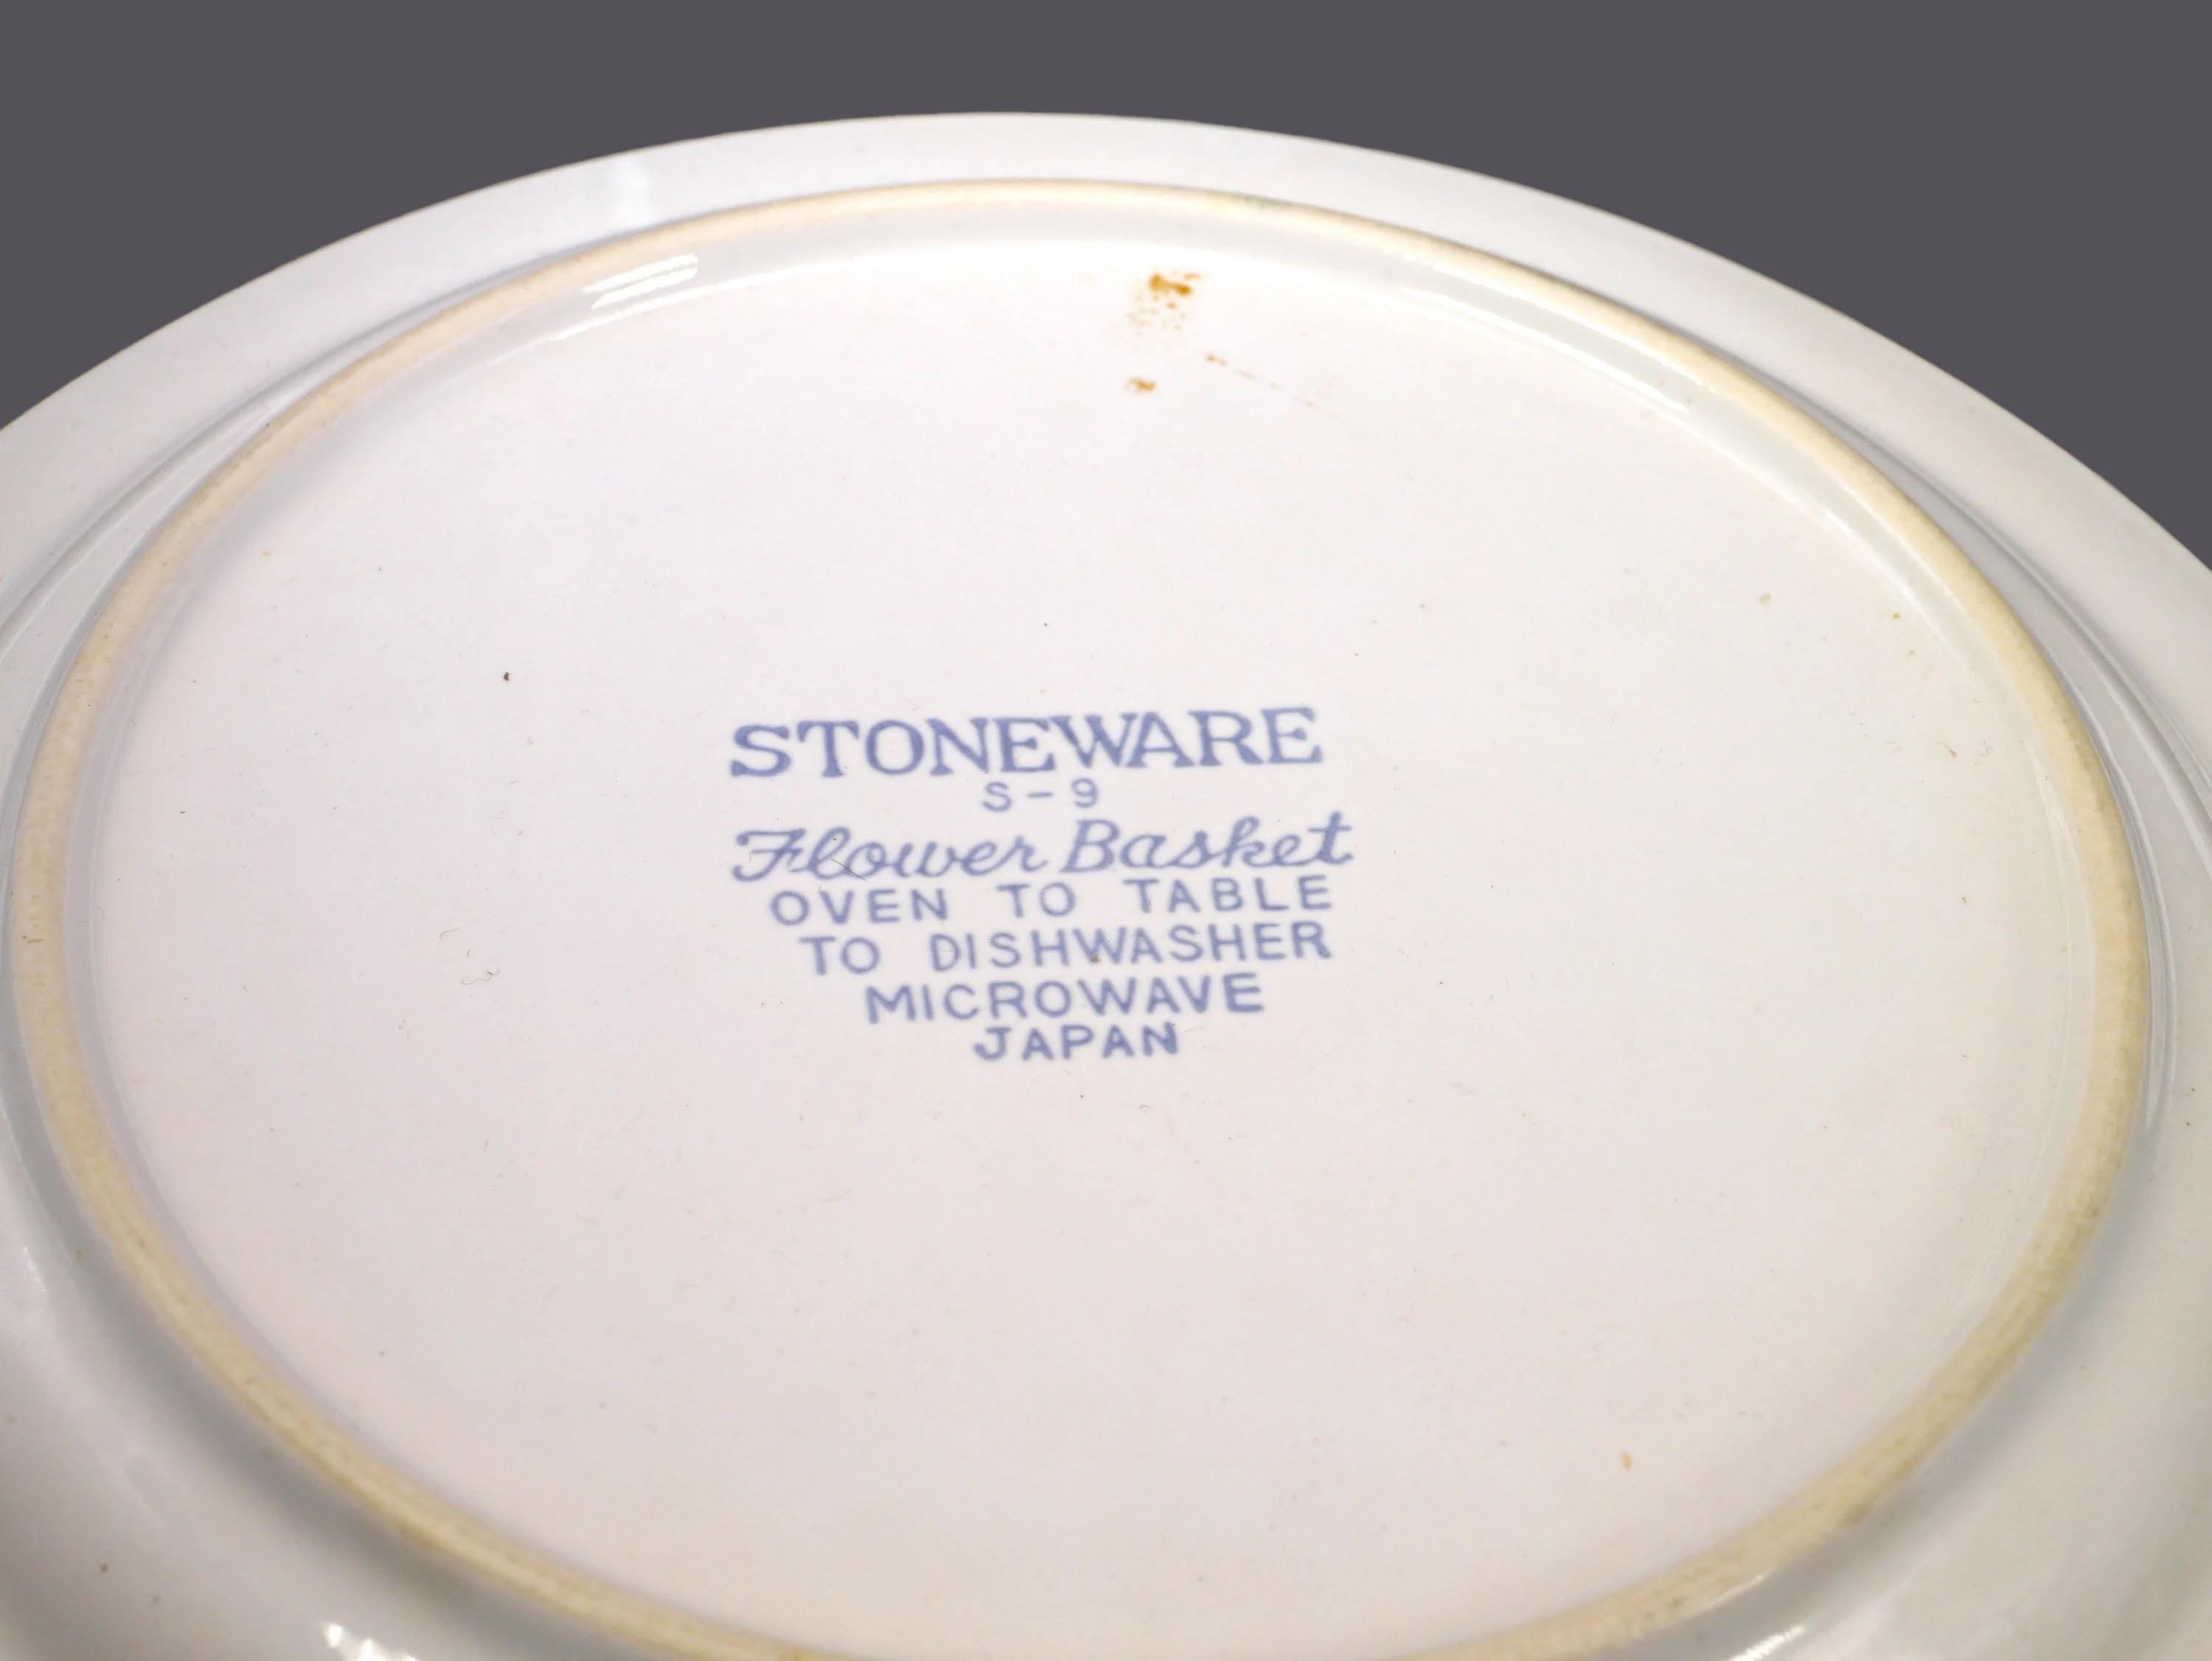 STONEWARE
S-9
Flower Basket
OVEN TO TABLE
TO DISHWASHER
MICROWAVE
JAPAN